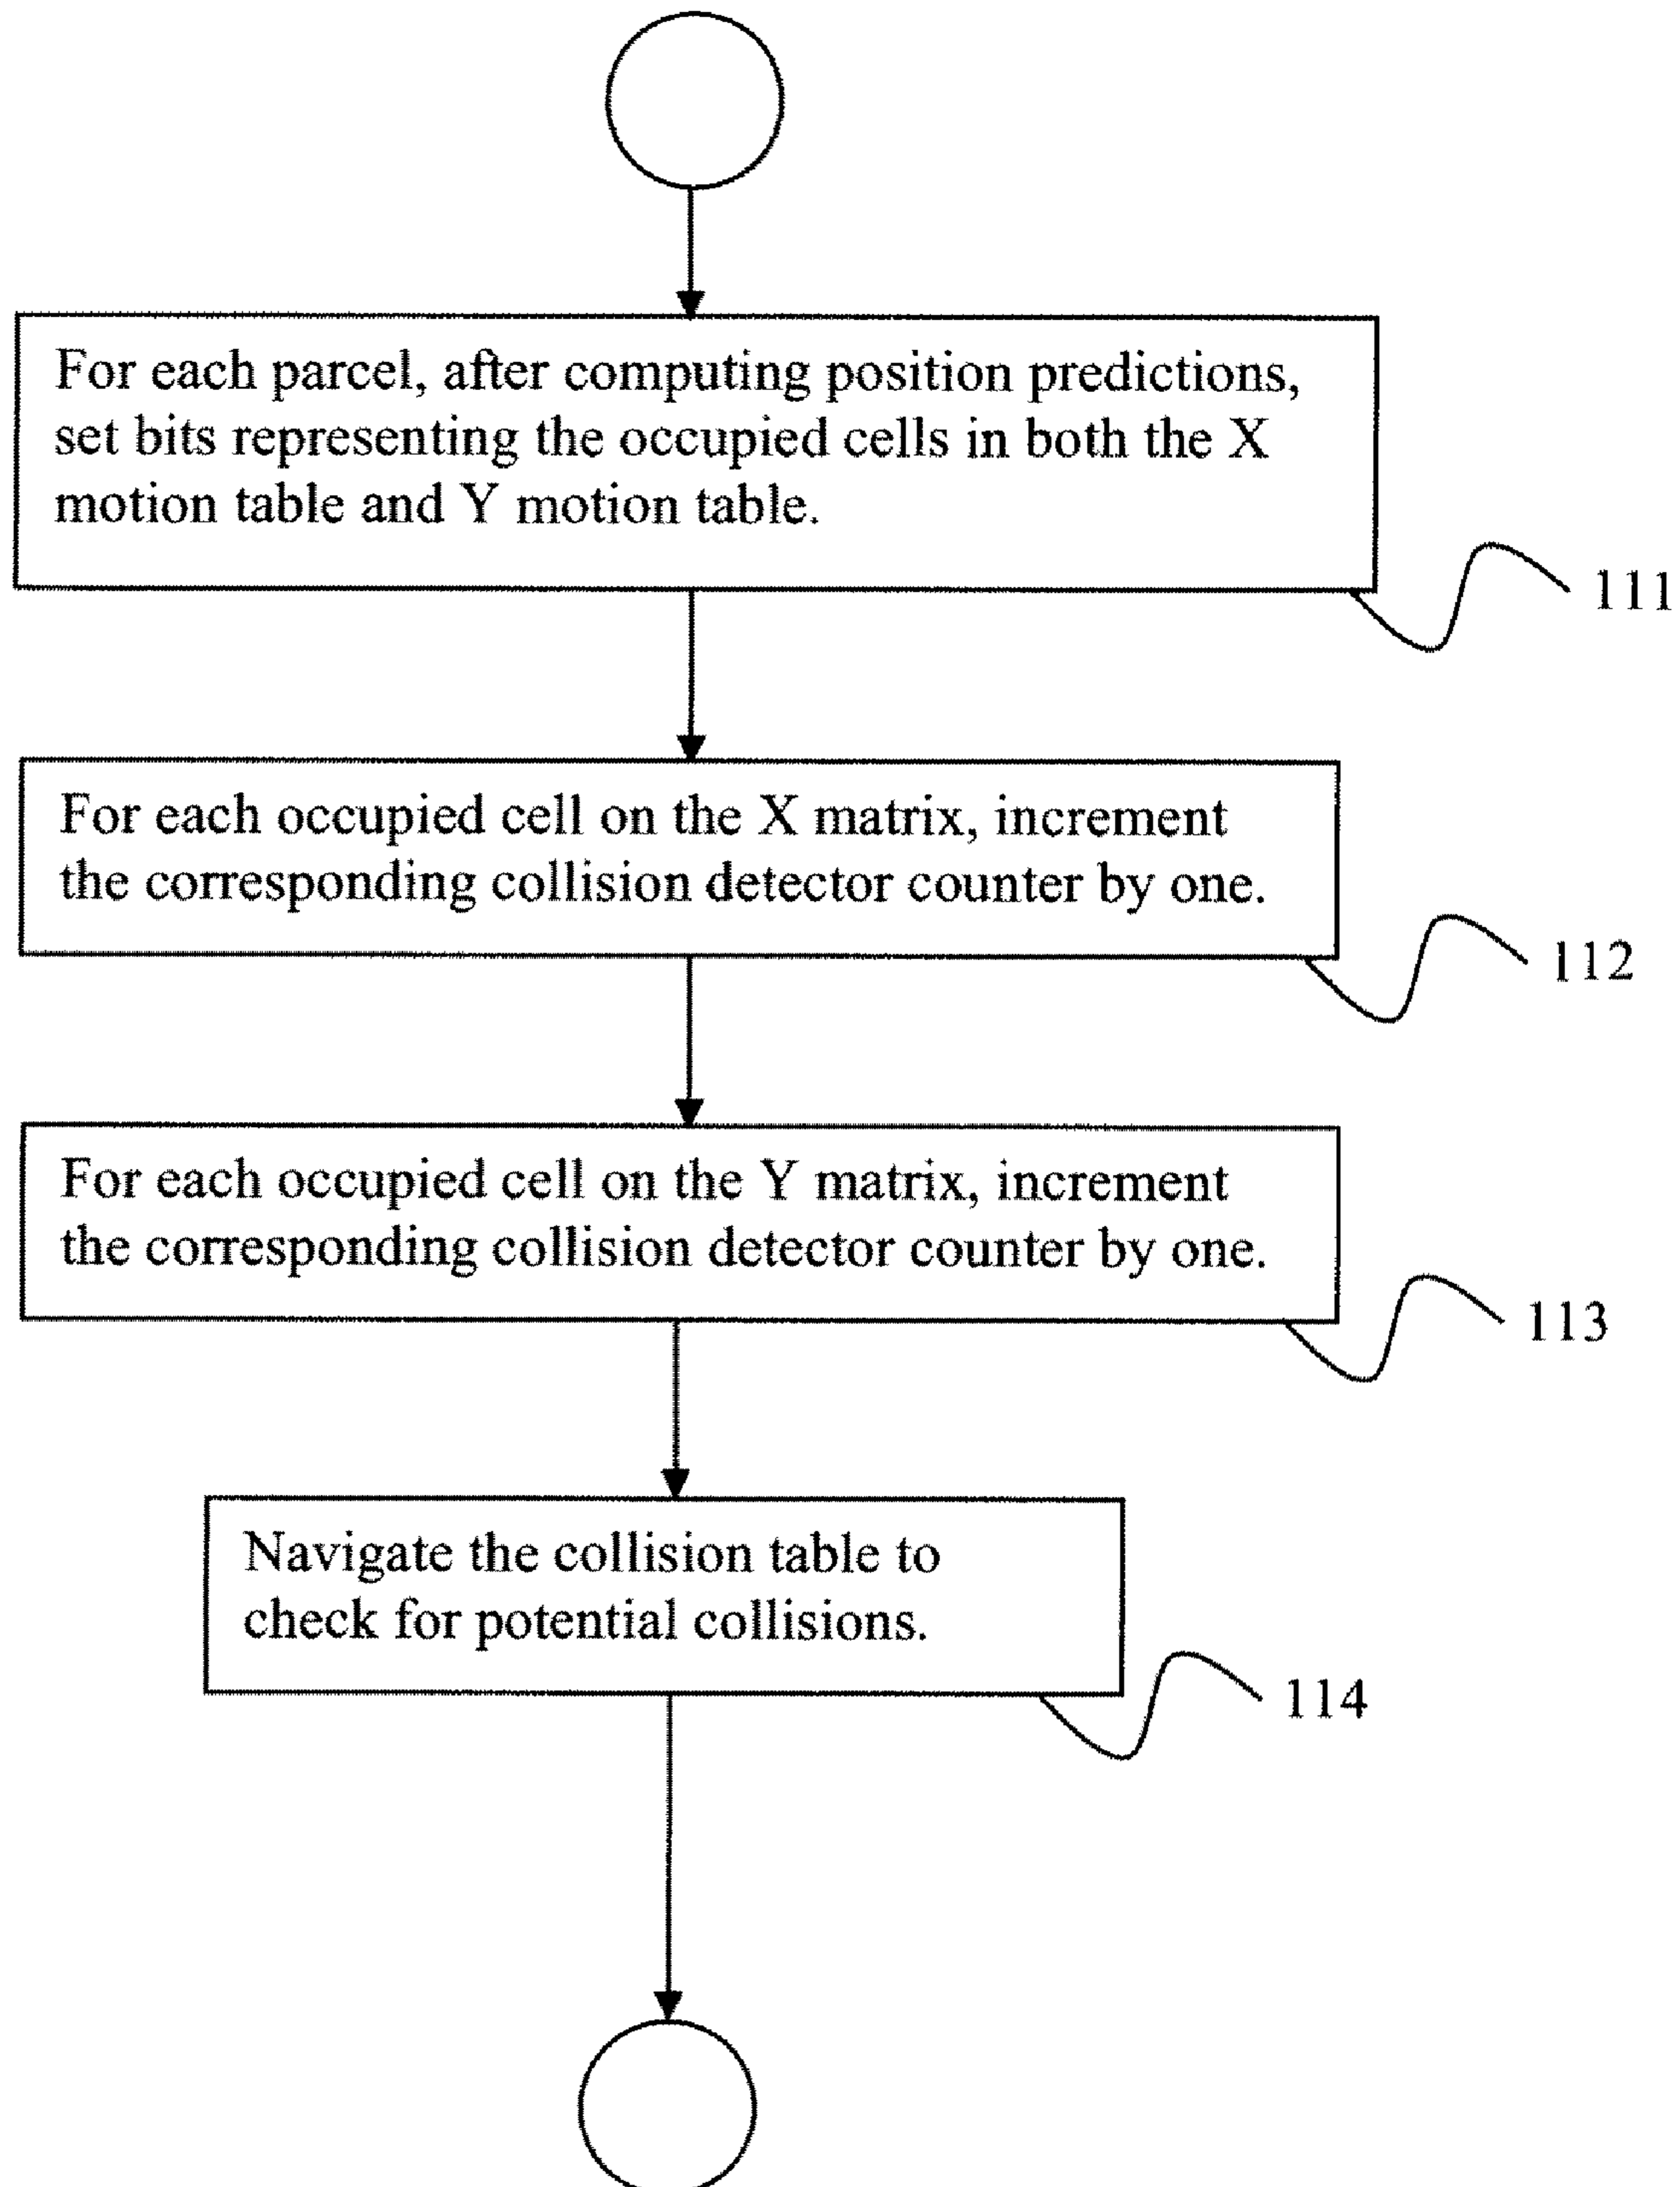 For each parcel, after computing position predictions,
set bits representing the occupied cells in both the X
motion table and Y motion table.
111
For each occupied cell on the X matrix, increment
the corresponding collision detector counter by one.
112
For each occupied cell on the Y matrix, increment
the corresponding collision detector counter by one.
113
Navigate the collision table to
check for potential collisions.
114